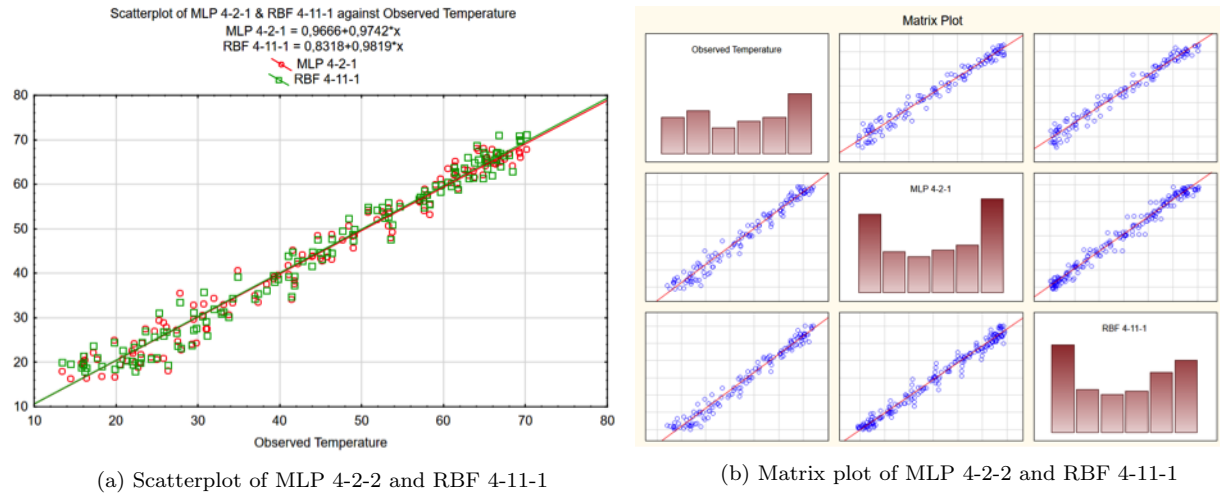 Scatterplot of MLP 4-2-1 & RBF 4-11-1 against Observed Temperature
MLP 4-2-1 = 0,9666+0,9742*x
RBF 4-11-1 = 0,8318+0,9819*x
MLP 4-2-1
RBF 4-11-1
80
70
60
50
40
30
20
10
10 20 30 40 50 60 70 80
Observed Temperature
(a) Scatterplot of MLP 4-2-2 and RBF 4-11-1
Matrix Plot
Observed Temperature
MLP 4-2-1
RBF 4-11-1
(b) Matrix plot of MLP 4-2-2 and RBF 4-11-1